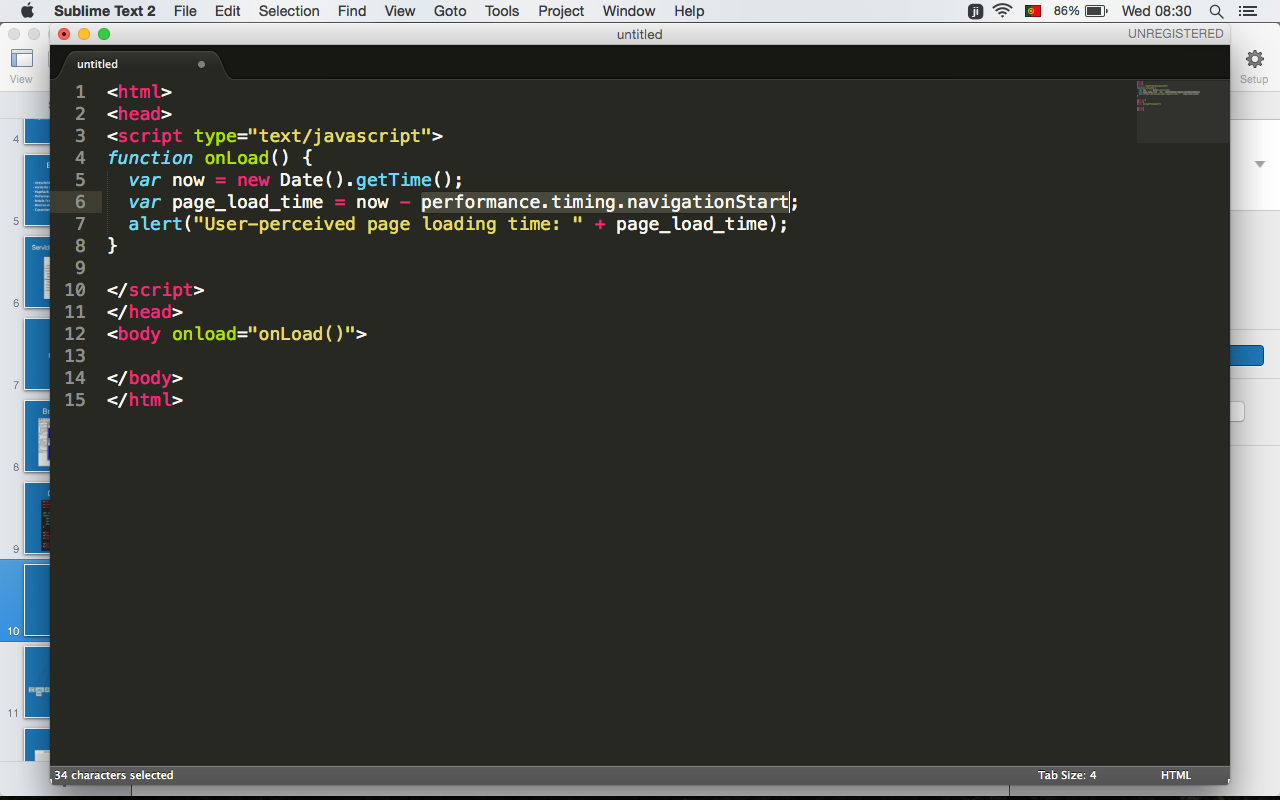 Sublime Text 2 File Edit Selection Find View Goto Tools Project Window Help ji 86% Wed 08:30
untitled UNREGISTERED
untitled
View
Setup
1 <html>
2 <head>
3 <script type="text/javascript">
4 function onLoad() {
5 var now = new Date().getTime();
6 var page_load_time = now - performance.timing.navigationStart;
7 alert("User-perceived page loading time: " + page_load_time);
8 }
9
10 </script>
11 </head>
12 <body onload="onLoad()">
13
14 </body>
15 </html>
4
5
6
7
8
9
10
11
34 characters selected Tab Size: 4 HTML